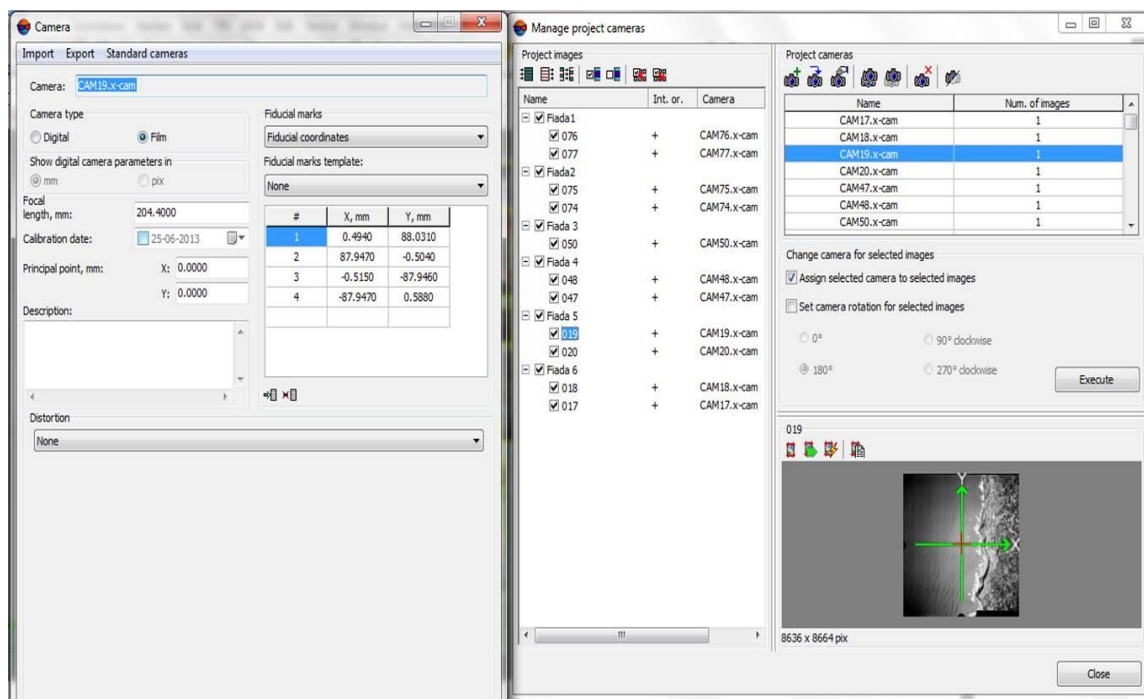 Camera
Import Export Standard cameras
Camera: CAM19.x-cam
Camera type
Digital Film
Show digital camera parameters in
mm pix
Focal
length, mm: 204.4000
Calibration date: 25-06-2013
Principal point, mm: X: 0.0000
Y: 0.0000
Description:
Fiducial marks
Fiducial coordinates
Fiducial marks template:
None
# X, mm Y, mm
1 0.4940 88.0310
2 87.9470 -0.5040
3 -0.5150 -87.9460
4 -87.9470 0.5880
Distortion
None
Manage project cameras
Project images
Name Int. or. Camera
Fiada1
076 + CAM76.x-cam
077 + CAM77.x-cam
Fiada2
075 + CAM75.x-cam
074 + CAM74.x-cam
Fiada 3
050 + CAM50.x-cam
Fiada 4
048 + CAM48.x-cam
047 + CAM47.x-cam
Fiada 5
019 + CAM19.x-cam
020 + CAM20.x-cam
Fiada 6
018 + CAM18.x-cam
017 + CAM17.x-cam
Project cameras
Name Num. of images
CAM17.x-cam 1
CAM18.x-cam 1
CAM19.x-cam 1
CAM20.x-cam 1
CAM47.x-cam 1
CAM48.x-cam 1
CAM50.x-cam 1
Change camera for selected images
Assign selected camera to selected images
Set camera rotation for selected images
0° 90° clockwise
180° 270° clockwise
Execute
019
Y
X
8636 x 8664 pix
Close